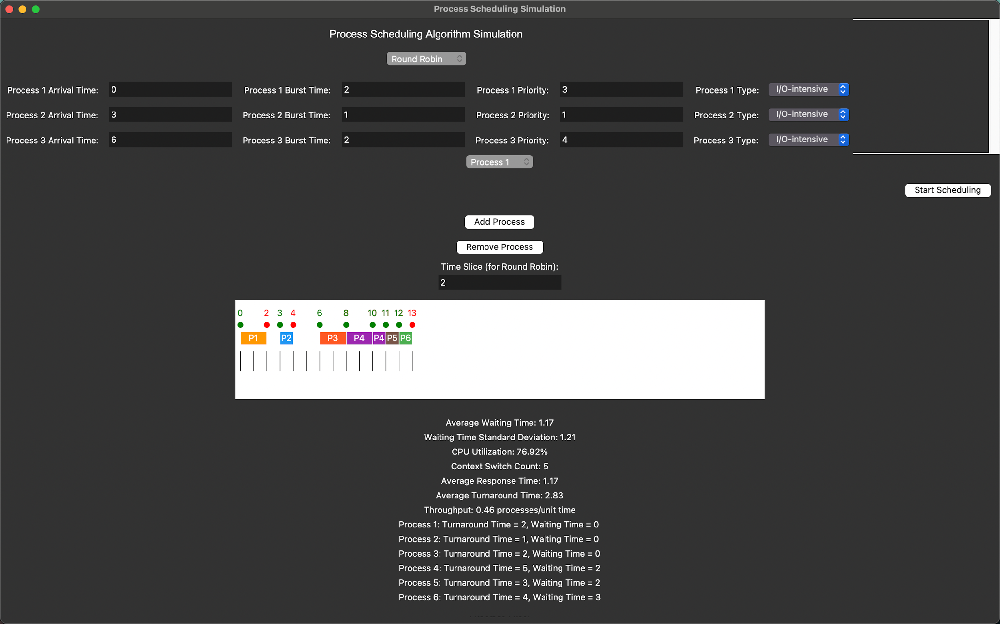 Process Scheduling Simulation
Process Scheduling Algorithm Simulation
Round Robin
Process 1 Arrival Time: 0 Process 1 Burst Time: 2 Process 1 Priority: 3 Process 1 Type: I/O-intensive
Process 2 Arrival Time: 3 Process 2 Burst Time: 1 Process 2 Priority: 1 Process 2 Type: I/O-intensive
Process 3 Arrival Time: 6 Process 3 Burst Time: 2 Process 3 Priority: 4 Process 3 Type: I/O-intensive
Process 1
Start Scheduling
Add Process
Remove Process
Time Slice (for Round Robin):
2
0 2 3 4 6 8 10 11 12 13
P1 P2 P3 P4 P4 P5 P6
Average Waiting Time: 1.17
Waiting Time Standard Deviation: 1.21
CPU Utilization: 76.92%
Context Switch Count: 5
Average Response Time: 1.17
Average Turnaround Time: 2.83
Throughput: 0.46 processes/unit time
Process 1: Turnaround Time = 2, Waiting Time = 0
Process 2: Turnaround Time = 1, Waiting Time = 0
Process 3: Turnaround Time = 2, Waiting Time = 0
Process 4: Turnaround Time = 5, Waiting Time = 2
Process 5: Turnaround Time = 3, Waiting Time = 2
Process 6: Turnaround Time = 4, Waiting Time = 3